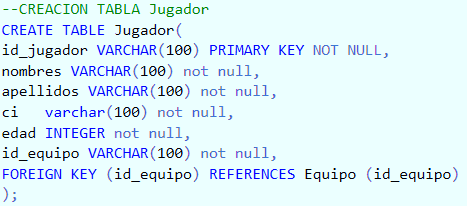 --CREACION TABLA Jugador
CREATE TABLE Jugador(
id_jugador VARCHAR(100) PRIMARY KEY NOT NULL,
nombres VARCHAR(100) not null,
apellidos VARCHAR(100) not null,
ci   varchar(100) not null,
edad INTEGER not null,
id_equipo VARCHAR(100) not null,
FOREIGN KEY (id_equipo) REFERENCES Equipo (id_equipo)
);